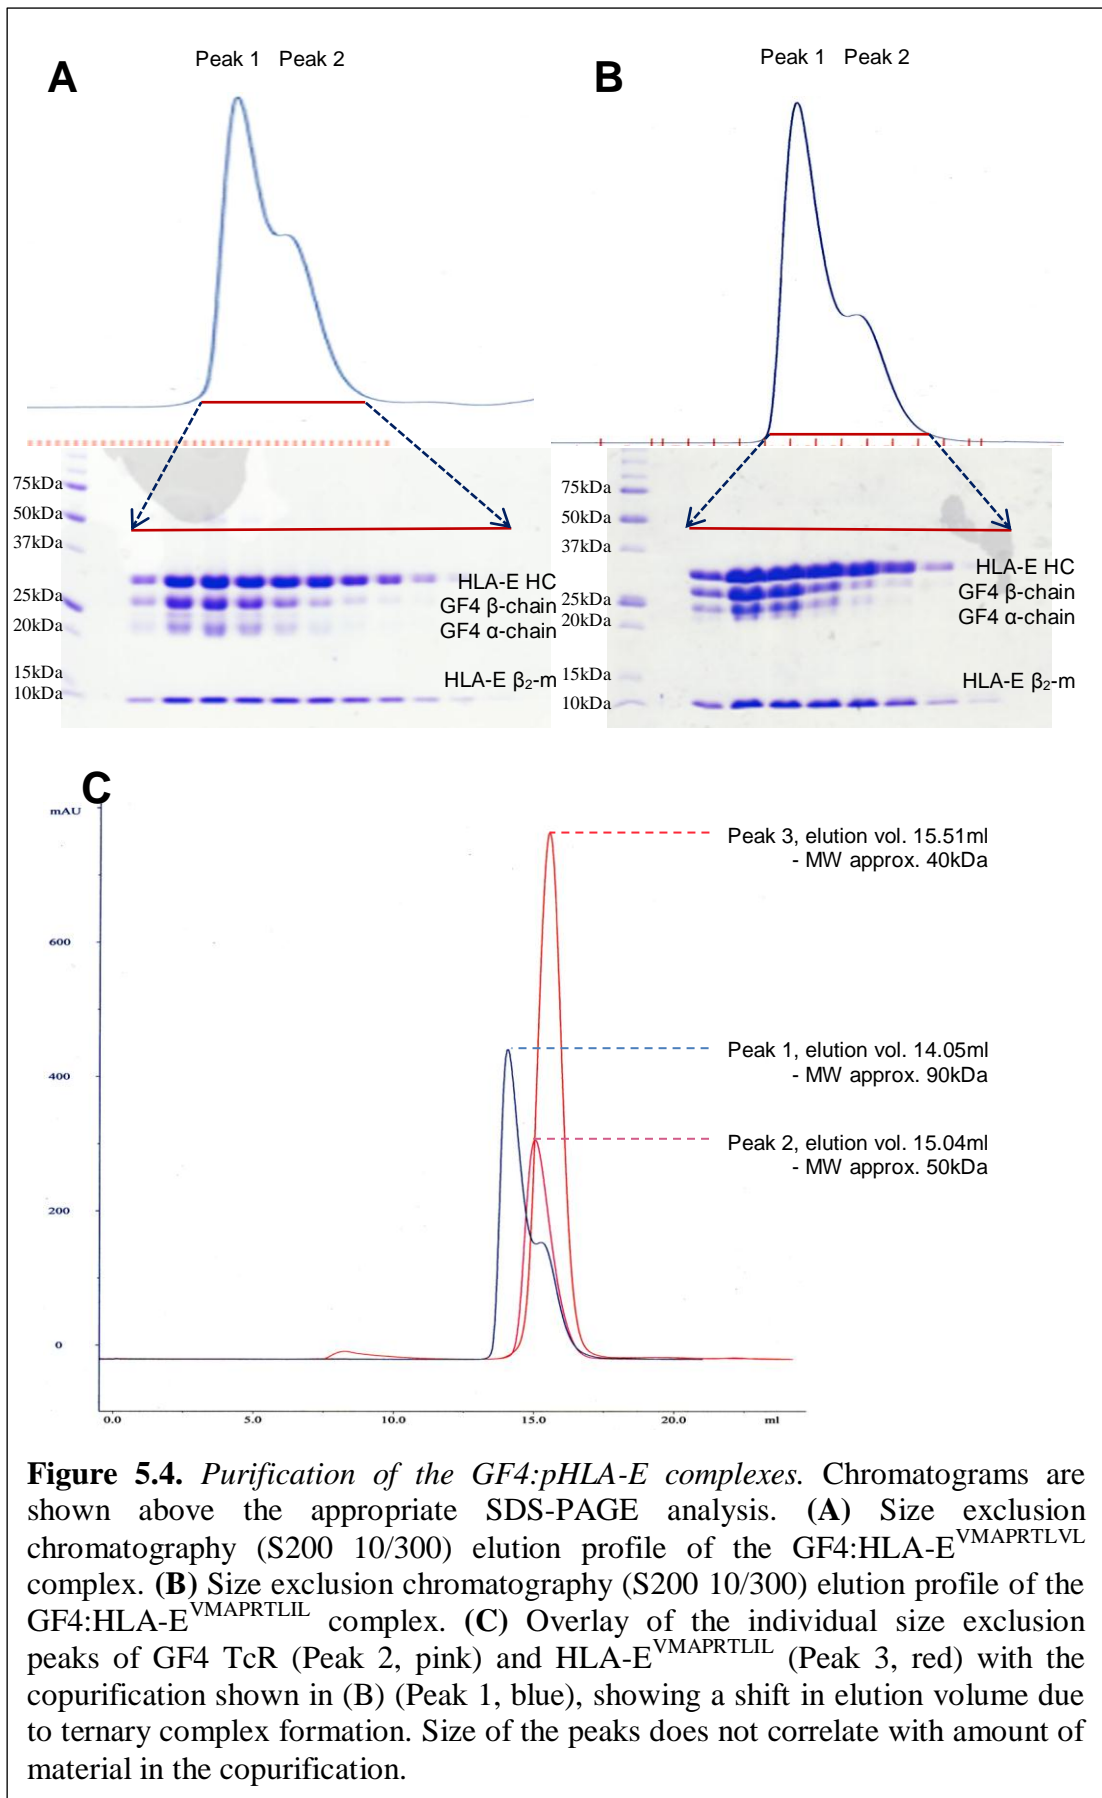 A
Peak 1 Peak 2
75kDa
50kDa
37kDa
25kDa
20kDa
15kDa
10kDa
HLA-E HC
GF4 β-chain
GF4 α-chain
HLA-E β₂-m
B
Peak 1 Peak 2
75kDa
50kDa
37kDa
25kDa
20kDa
15kDa
10kDa
HLA-E HC
GF4 β-chain
GF4 α-chain
HLA-E β₂-m
C
mAU
600
400
200
0
0.0 5.0 10.0 15.0 20.0 ml
Peak 3, elution vol. 15.51ml
- MW approx. 40kDa
Peak 1, elution vol. 14.05ml
- MW approx. 90kDa
Peak 2, elution vol. 15.04ml
- MW approx. 50kDa
Figure 5.4. Purification of the GF4:pHLA-E complexes. Chromatograms are
shown above the appropriate SDS-PAGE analysis. (A) Size exclusion
chromatography (S200 10/300) elution profile of the GF4:HLA-E^VMAPRTLVL
complex. (B) Size exclusion chromatography (S200 10/300) elution profile of the
GF4:HLA-E^VMAPRTLIL complex. (C) Overlay of the individual size exclusion
peaks of GF4 TcR (Peak 2, pink) and HLA-E^VMAPRTLIL (Peak 3, red) with the
copurification shown in (B) (Peak 1, blue), showing a shift in elution volume due
to ternary complex formation. Size of the peaks does not correlate with amount of
material in the copurification.